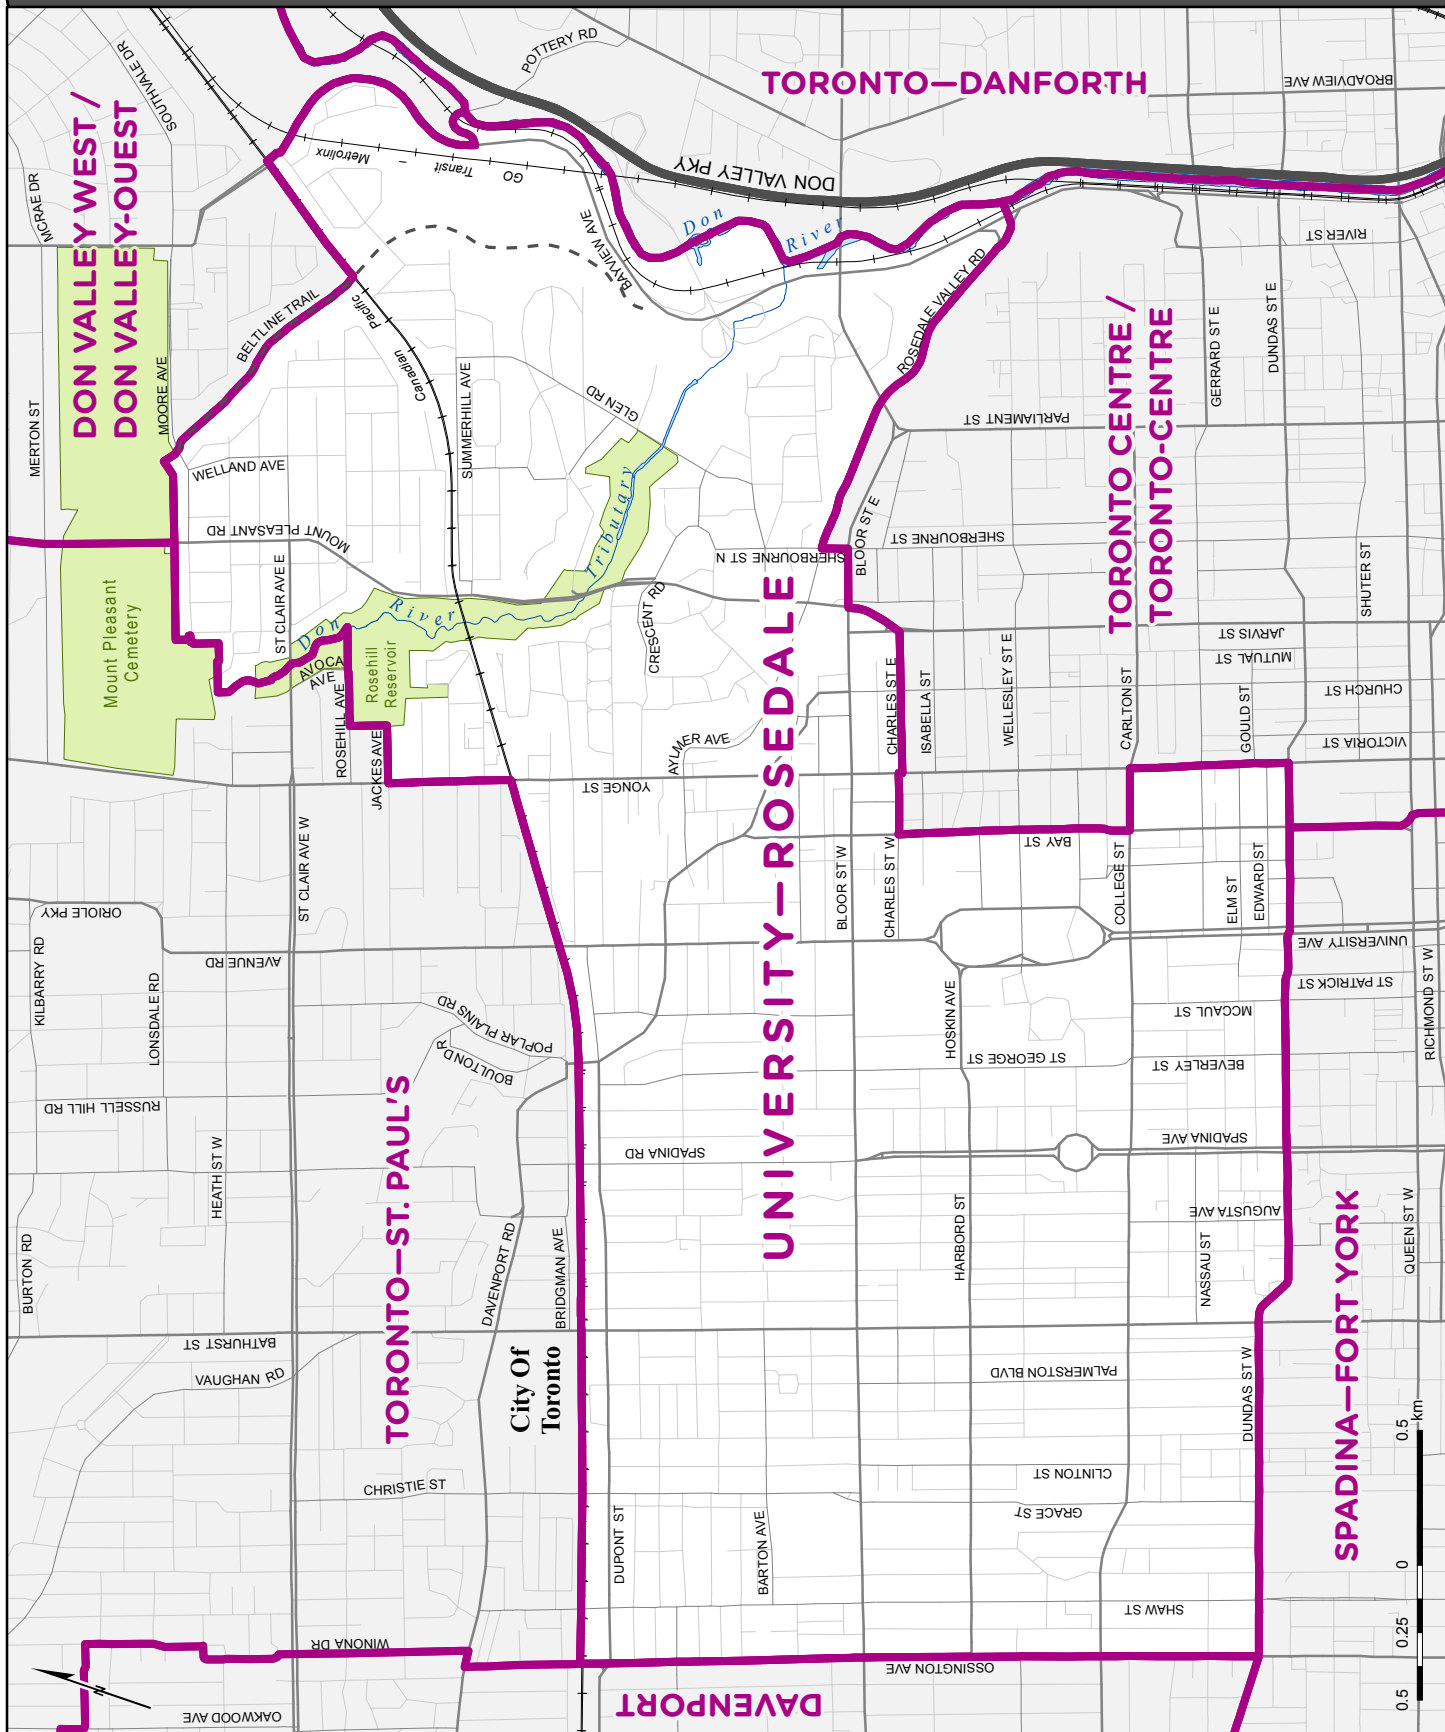 DON VALLEY WEST /
DON VALLEY-OUEST
TORONTO—DANFORTH
TORONTO CENTRE /
TORONTO-CENTRE
UNIVERSITY—ROSEDALE
TORONTO—ST. PAUL'S
SPADINA—FORT YORK
DAVENPORT
City Of
Toronto
SOUTHVALE DR
MCRAE DR
POTTERY RD
BROADVIEW AVE
DON VALLEY PKY
Metrolinx
–
Transit
GO
BAYVIEW AVE
Don
River
RIVER ST
ROSEDALE VALLEY RD
BELTLINE TRAIL
MOORE AVE
MERTON ST
Canadian
Pacific
SUMMERHILL AVE
GLEN RD
WELLAND AVE
MOUNT PLEASANT RD
Don
River
Tributary
PARLIAMENT ST
GERRARD ST E
DUNDAS ST E
SHERBOURNE ST N
SHERBOURNE ST
BLOOR ST E
SHUTER ST
Mount Pleasant
Cemetery
ST CLAIR AVE E
AVOCA
AVE
Rosehill
Reservoir
ROSEHILL AVE
JACKES AVE
CRESCENT RD
AYLMER AVE
YONGE ST
JARVIS ST
MUTUAL ST
CHURCH ST
VICTORIA ST
CHARLES ST E
ISABELLA ST
WELLESLEY ST E
CARLTON ST
GOULD ST
ST CLAIR AVE W
BLOOR ST W
CHARLES ST W
BAY ST
COLLEGE ST
ELM ST
EDWARD ST
ORIOLE PKY
KILBARRY RD
LONSDALE RD
AVENUE RD
UNIVERSITY AVE
ST PATRICK ST
MCCAUL ST
RICHMOND ST W
POPLAR PLAINS RD
BOULTON DR
HOSKIN AVE
ST GEORGE ST
BEVERLEY ST
RUSSELL HILL RD
HEATH ST W
SPADINA RD
SPADINA AVE
AUGUSTA AVE
NASSAU ST
QUEEN ST W
BURTON RD
DAVENPORT RD
BRIDGMAN AVE
HARBORD ST
BATHURST ST
VAUGHAN RD
PALMERSTON BLVD
DUNDAS ST W
CHRISTIE ST
CLINTON ST
GRACE ST
DUPONT ST
BARTON AVE
SHAW ST
WINONA DR
OSSINGTON AVE
OAKWOOD AVE
N
0.5
0.25
0
0.5
km